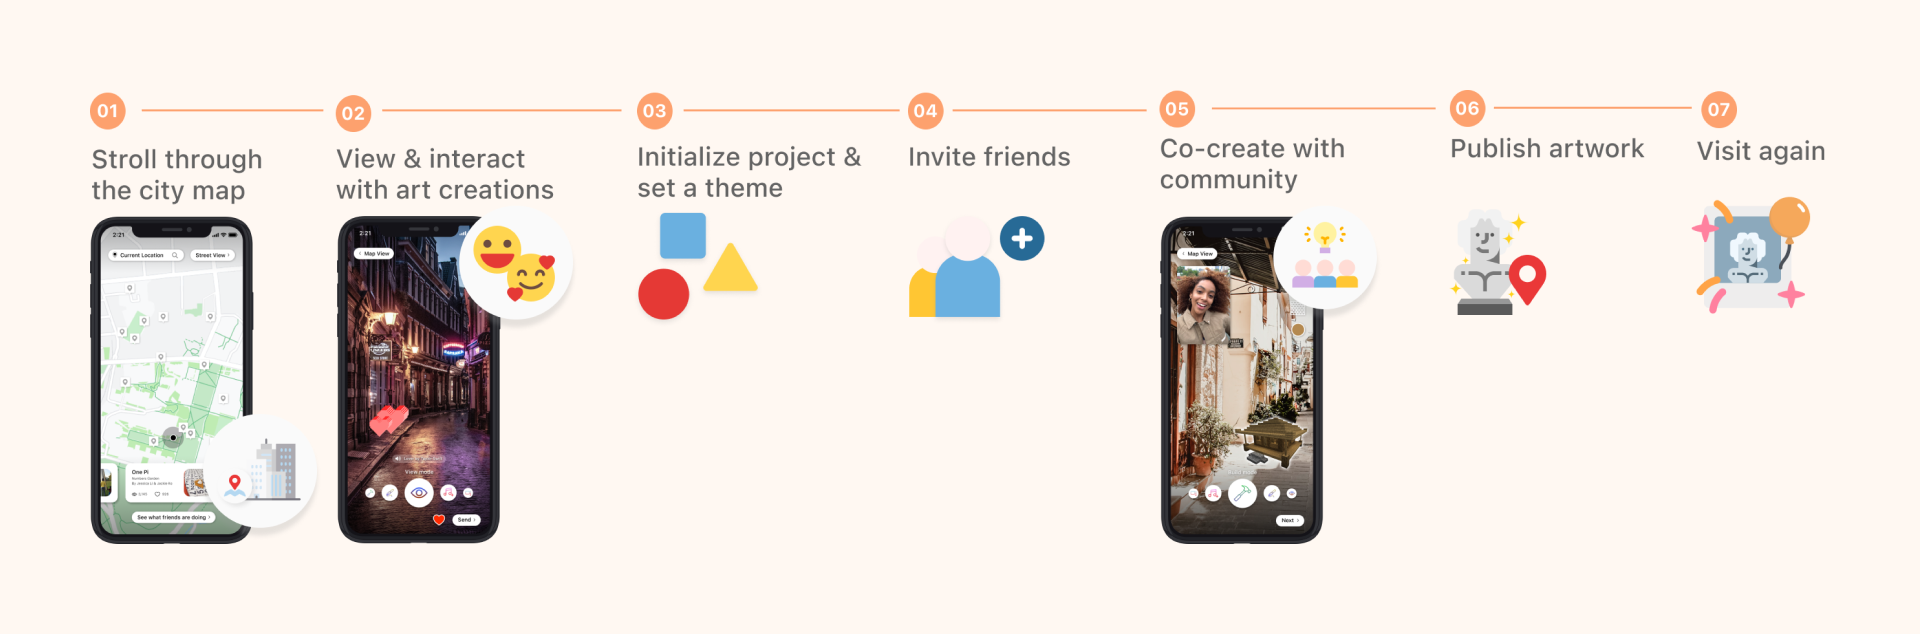 01
Stroll through
the city map
2:21
Current Location
Street View
One Pi
See what friends are doing
02
View & interact
with art creations
2:21
Map View
View mode
Send
03
Initialize project &
set a theme
04
Invite friends
05
Co-create with
community
2:21
Map View
Next
06
Publish artwork
07
Visit again